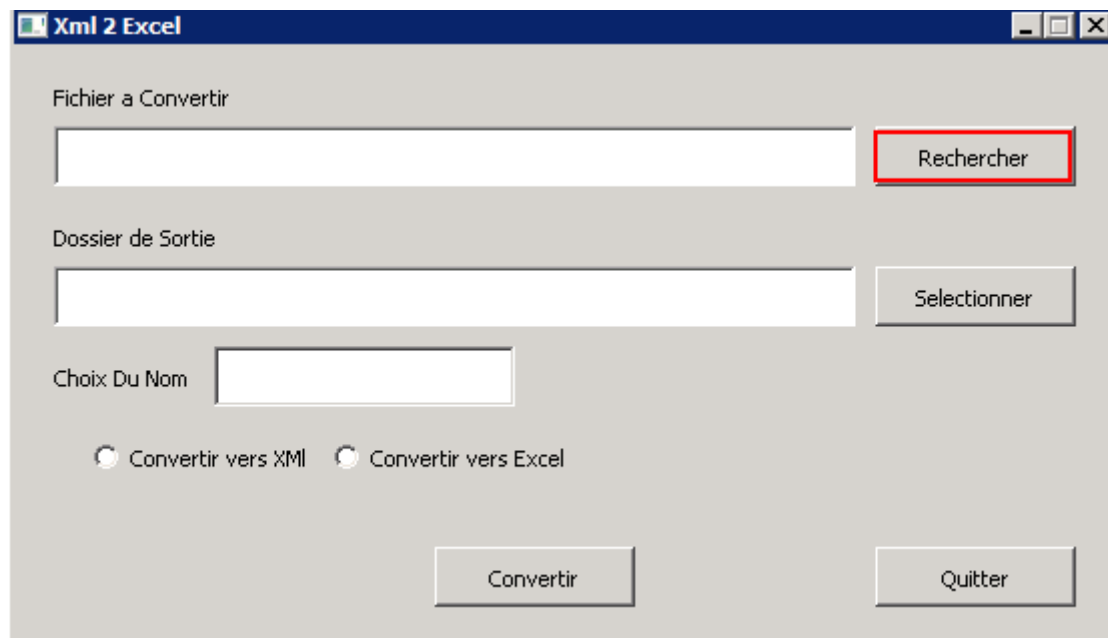 Xml 2 Excel
Fichier a Convertir
Rechercher
Dossier de Sortie
Selectionner
Choix Du Nom
Convertir vers XMl Convertir vers Excel
Convertir Quitter